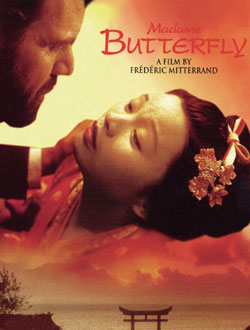 Madame
BUTTERFLY
A FILM BY
FRÉDÉRIC MITTERRAND